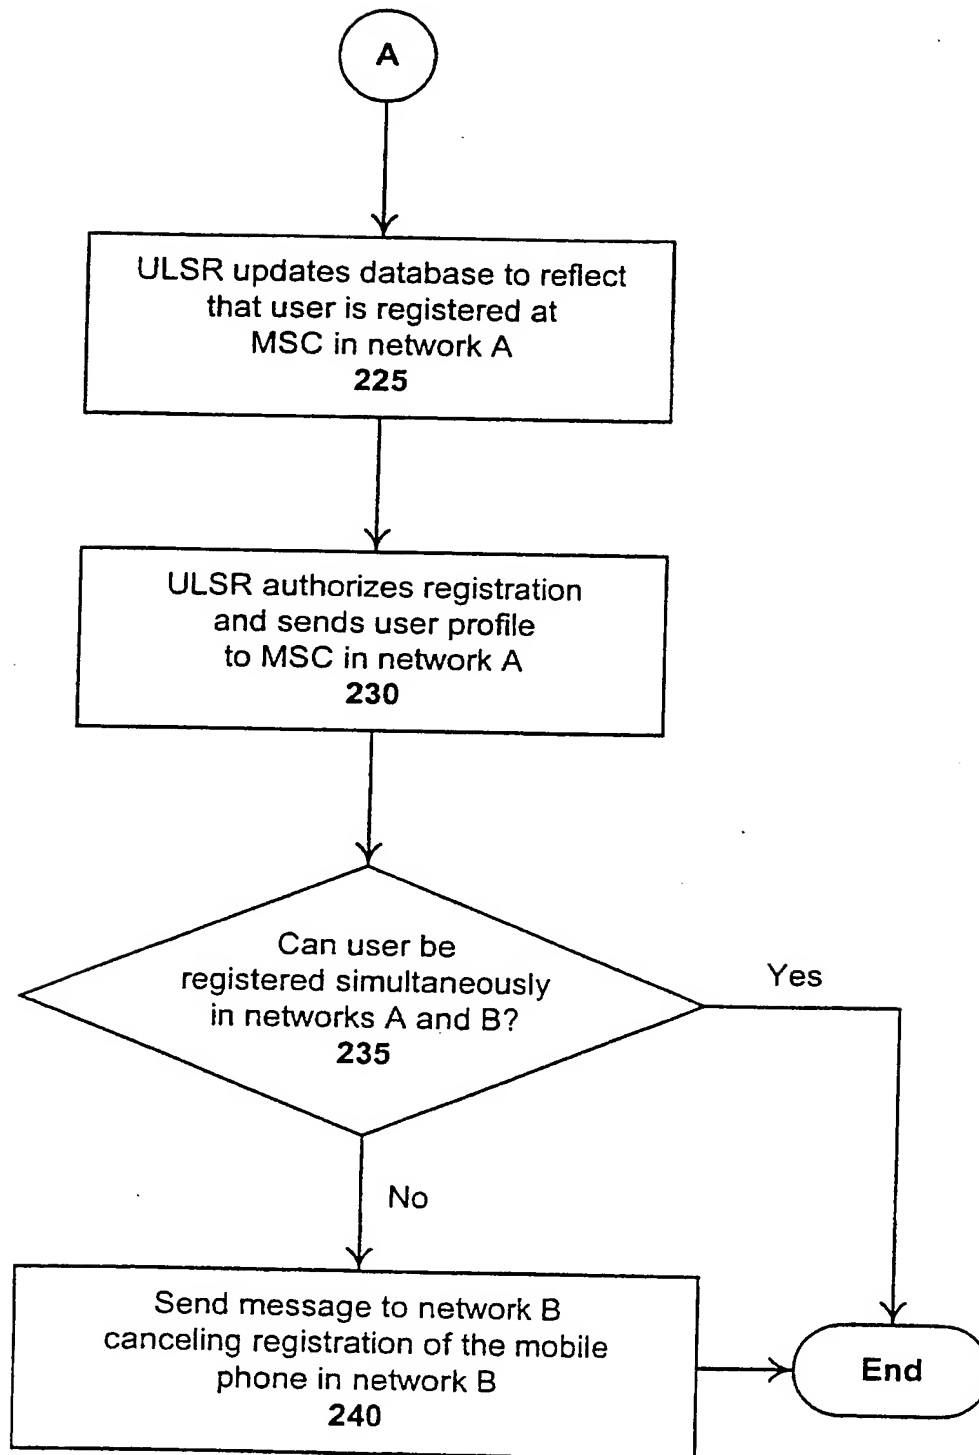 A
ULSR updates database to reflect
that user is registered at
MSC in network A
225
ULSR authorizes registration
and sends user profile
to MSC in network A
230
Can user be
registered simultaneously
in networks A and B?
235
Yes
No
Send message to network B
canceling registration of the mobile
phone in network B
240
End